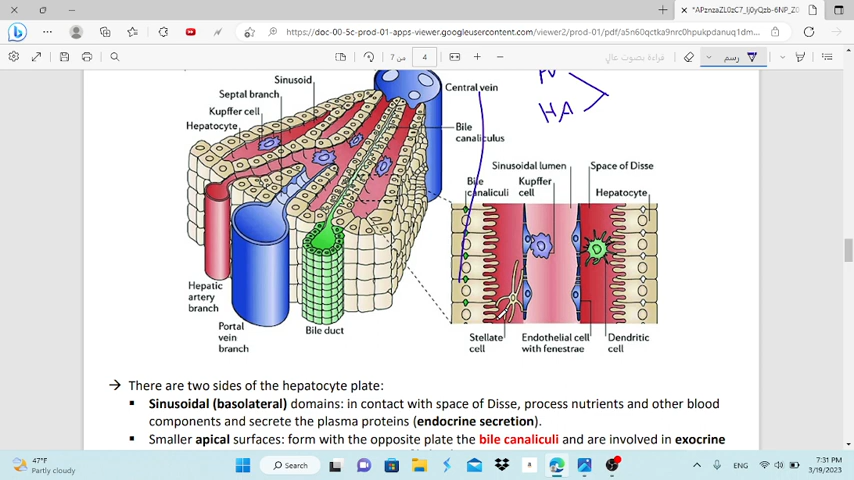 *APznzaZL0zC7_Ij0yQzb-6NP_Z0
https://doc-00-5c-prod-01-apps-viewer.googleusercontent.com/viewer2/prod-01/pdf/a5n60qctka9nrc0hpukpdanuq1dm...
4
من 7
قراءة بصوت عالٍ
رسم
H.A
Sinusoid
Septal branch
Kupffer cell
Hepatocyte
Central vein
Bile
canaliculus
Hepatic
artery
branch
Portal
vein
branch
Bile duct
Sinusoidal lumen
Space of Disse
Bile
canaliculi
Kupffer
cell
Hepatocyte
Stellate
cell
Endothelial cell
with fenestrae
Dendritic
cell
→ There are two sides of the hepatocyte plate:
▪ Sinusoidal (basolateral) domains: in contact with space of Disse, process nutrients and other blood
components and secrete the plasma proteins (endocrine secretion).
▪ Smaller apical surfaces: form with the opposite plate the bile canaliculi and are involved in exocrine
47°F
Partly cloudy
Search
ENG
7:31 PM
3/19/2023